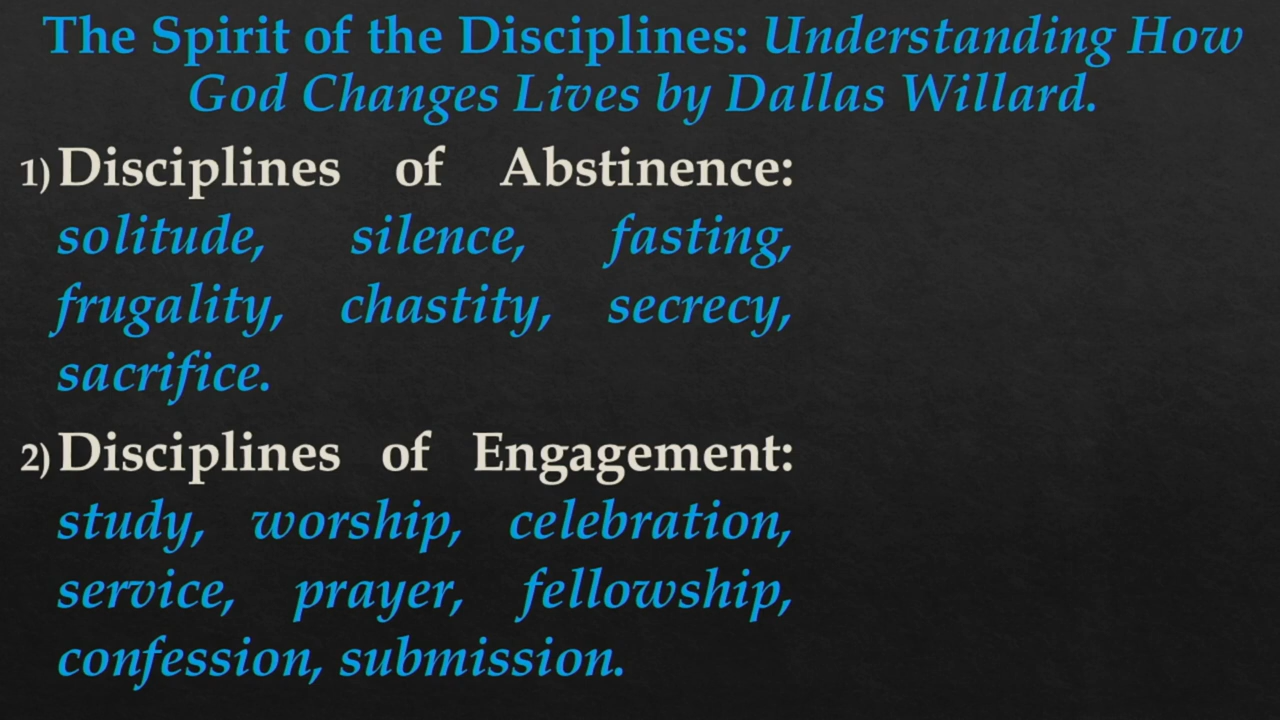 The Spirit of the Disciplines: Understanding How
God Changes Lives by Dallas Willard.
1) Disciplines of Abstinence:
solitude, silence, fasting,
frugality, chastity, secrecy,
sacrifice.
2) Disciplines of Engagement:
study, worship, celebration,
service, prayer, fellowship,
confession, submission.